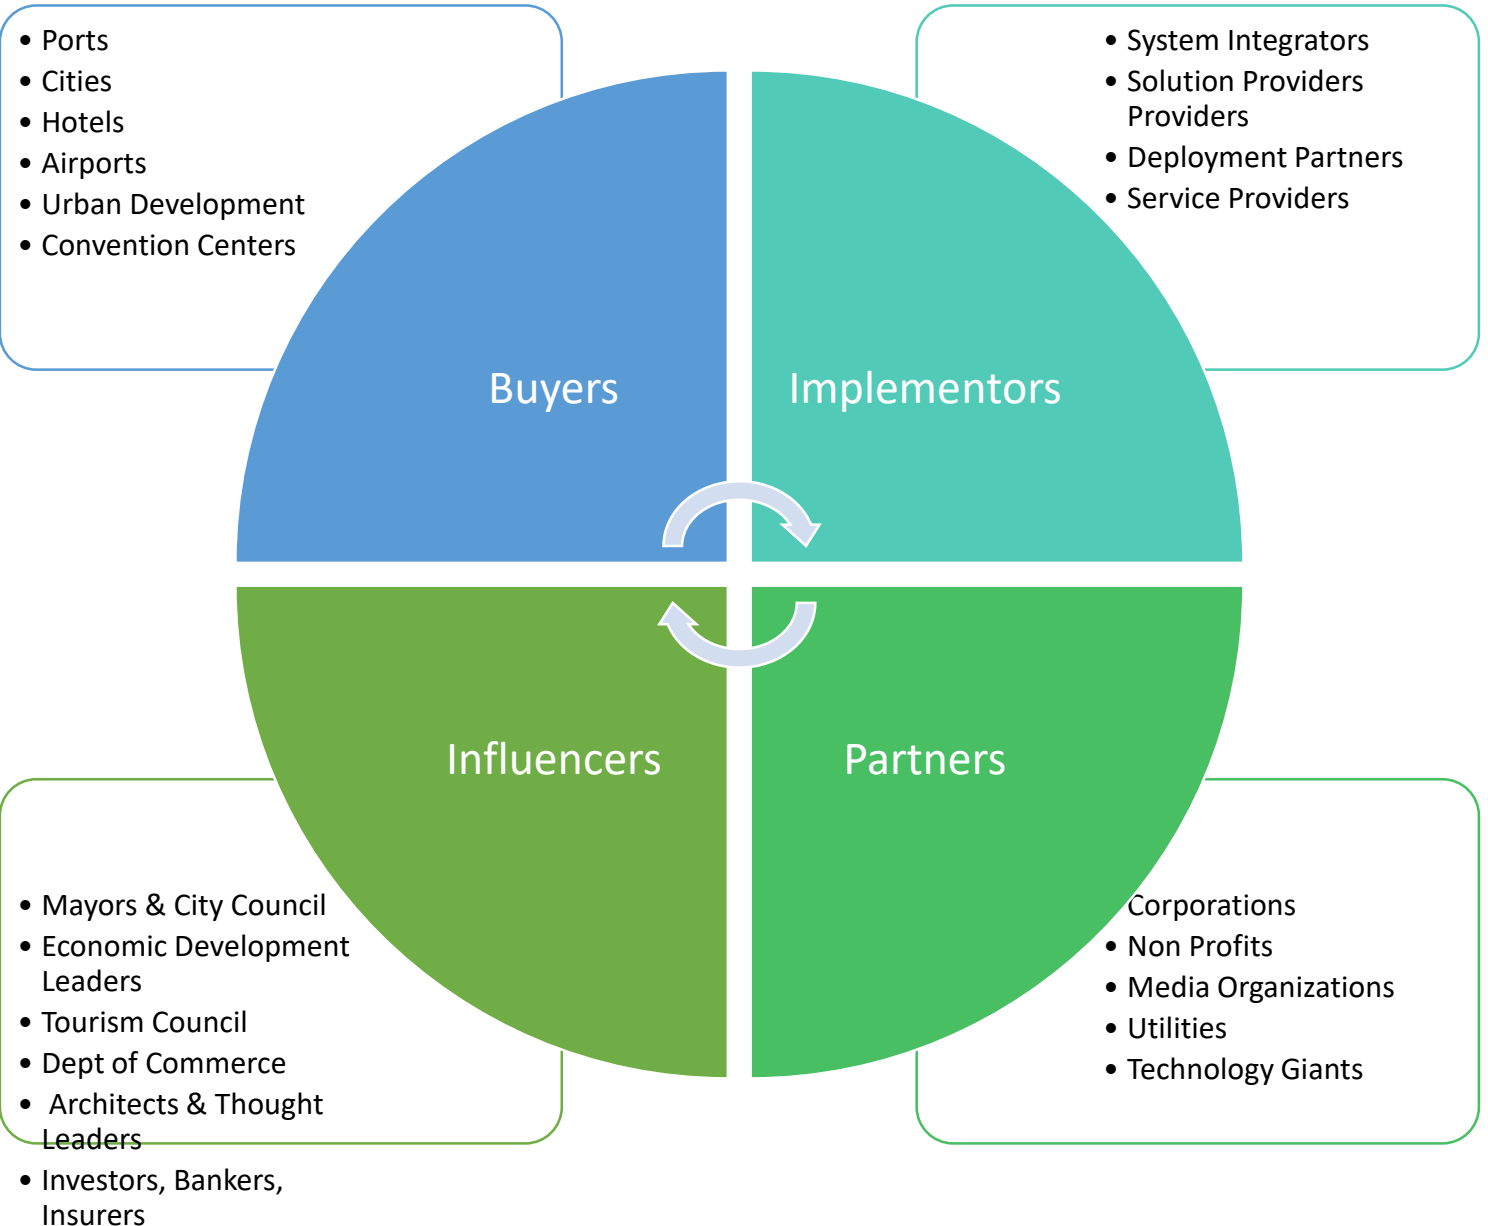 • Ports
• Cities
• Hotels
• Airports
• Urban Development
• Convention Centers
• System Integrators
• Solution Providers
Providers
• Deployment Partners
• Service Providers
Buyers
Implementors
Influencers
Partners
• Mayors & City Council
• Economic Development
Leaders
• Tourism Council
• Dept of Commerce
• Architects & Thought
Leaders
• Investors, Bankers,
Insurers
Corporations
• Non Profits
• Media Organizations
• Utilities
• Technology Giants